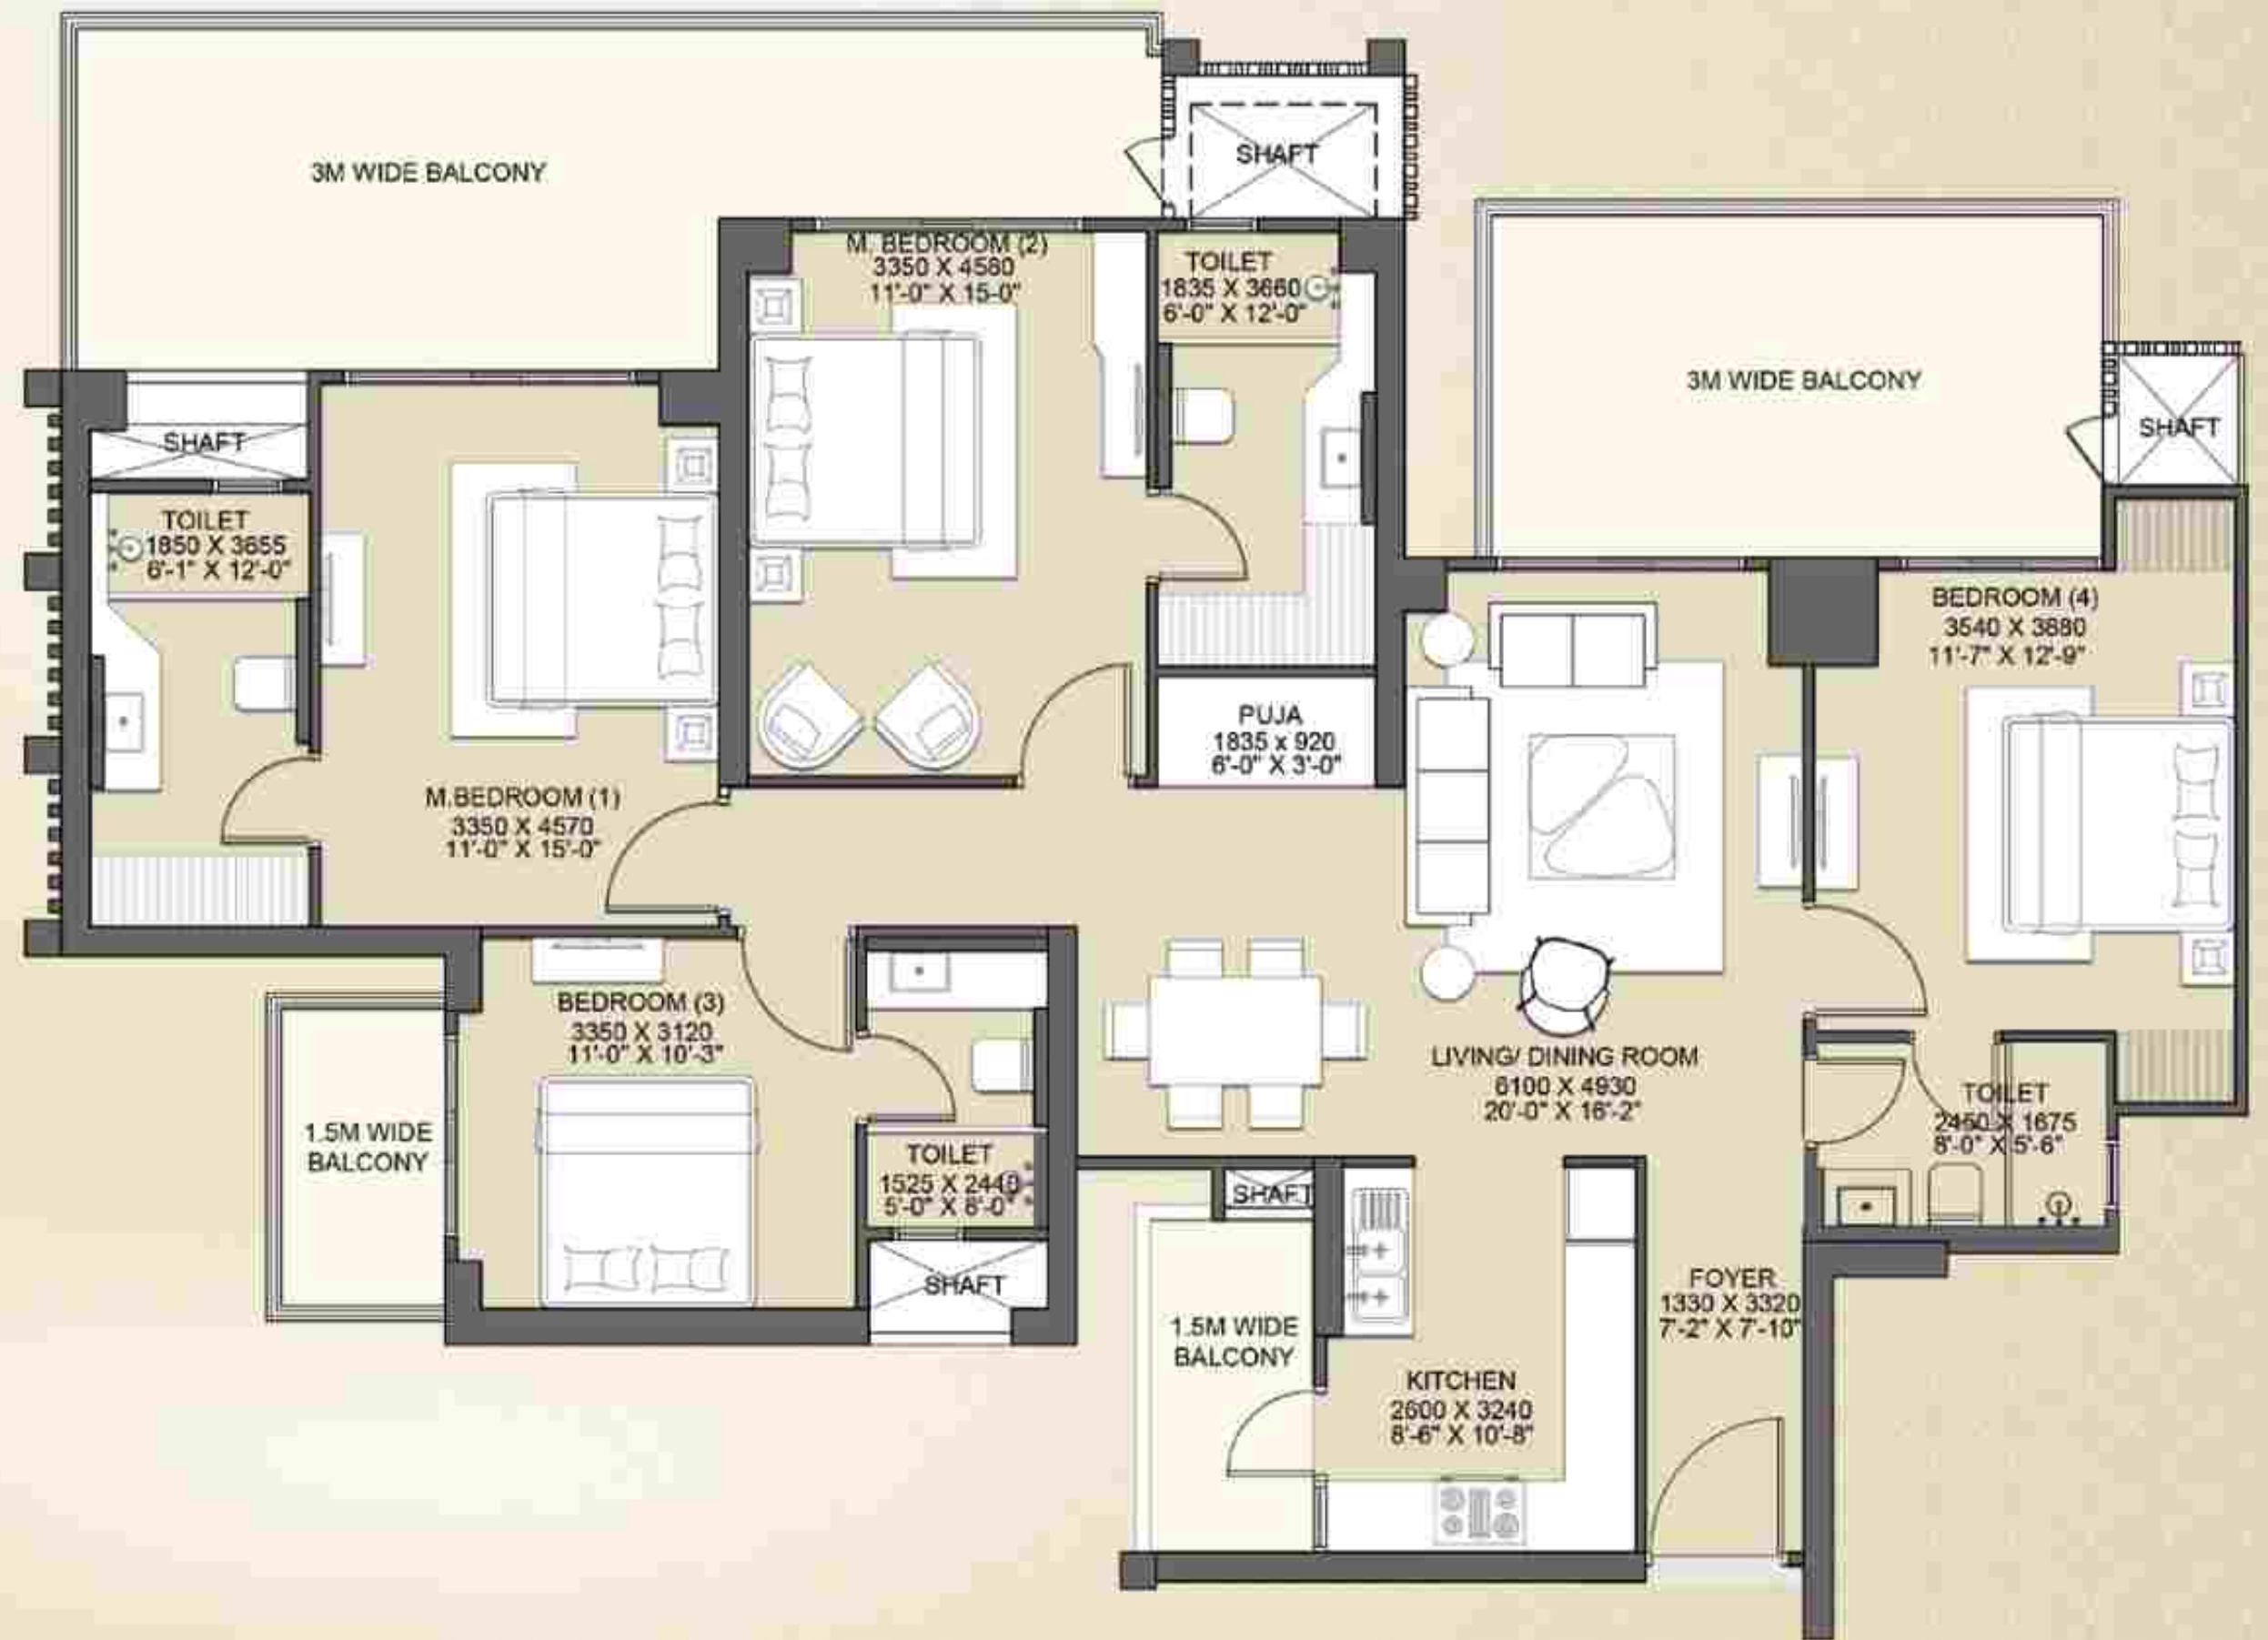 3M WIDE BALCONY
SHAFT
M. BEDROOM (2)
3350 X 4580
11'-0" X 15-0"
TOILET
1835 X 3660
6'-0" X 12'-0"
3M WIDE BALCONY
SHAFT
SHAFT
TOILET
1850 X 3655
6'-1" X 12'-0"
BEDROOM (4)
3540 X 3880
11'-7" X 12'-9"
PUJA
1835 x 920
6'-0" X 3'-0"
M.BEDROOM (1)
3350 X 4570
11'-0" X 15'-0"
BEDROOM (3)
3350 X 3120
11'-0" X 10'-3"
LIVING/ DINING ROOM
6100 X 4930
20'-0" X 16'-2"
TOILET
2450 X 1675
8'-0" X 5'-6"
1.5M WIDE
BALCONY
TOILET
1525 X 2440
5'-0" X 8'-0"
SHAFT
SHAFT
FOYER
1330 X 3320
7'-2" X 7'-10"
1.5M WIDE
BALCONY
KITCHEN
2600 X 3240
8'-6" X 10'-8"